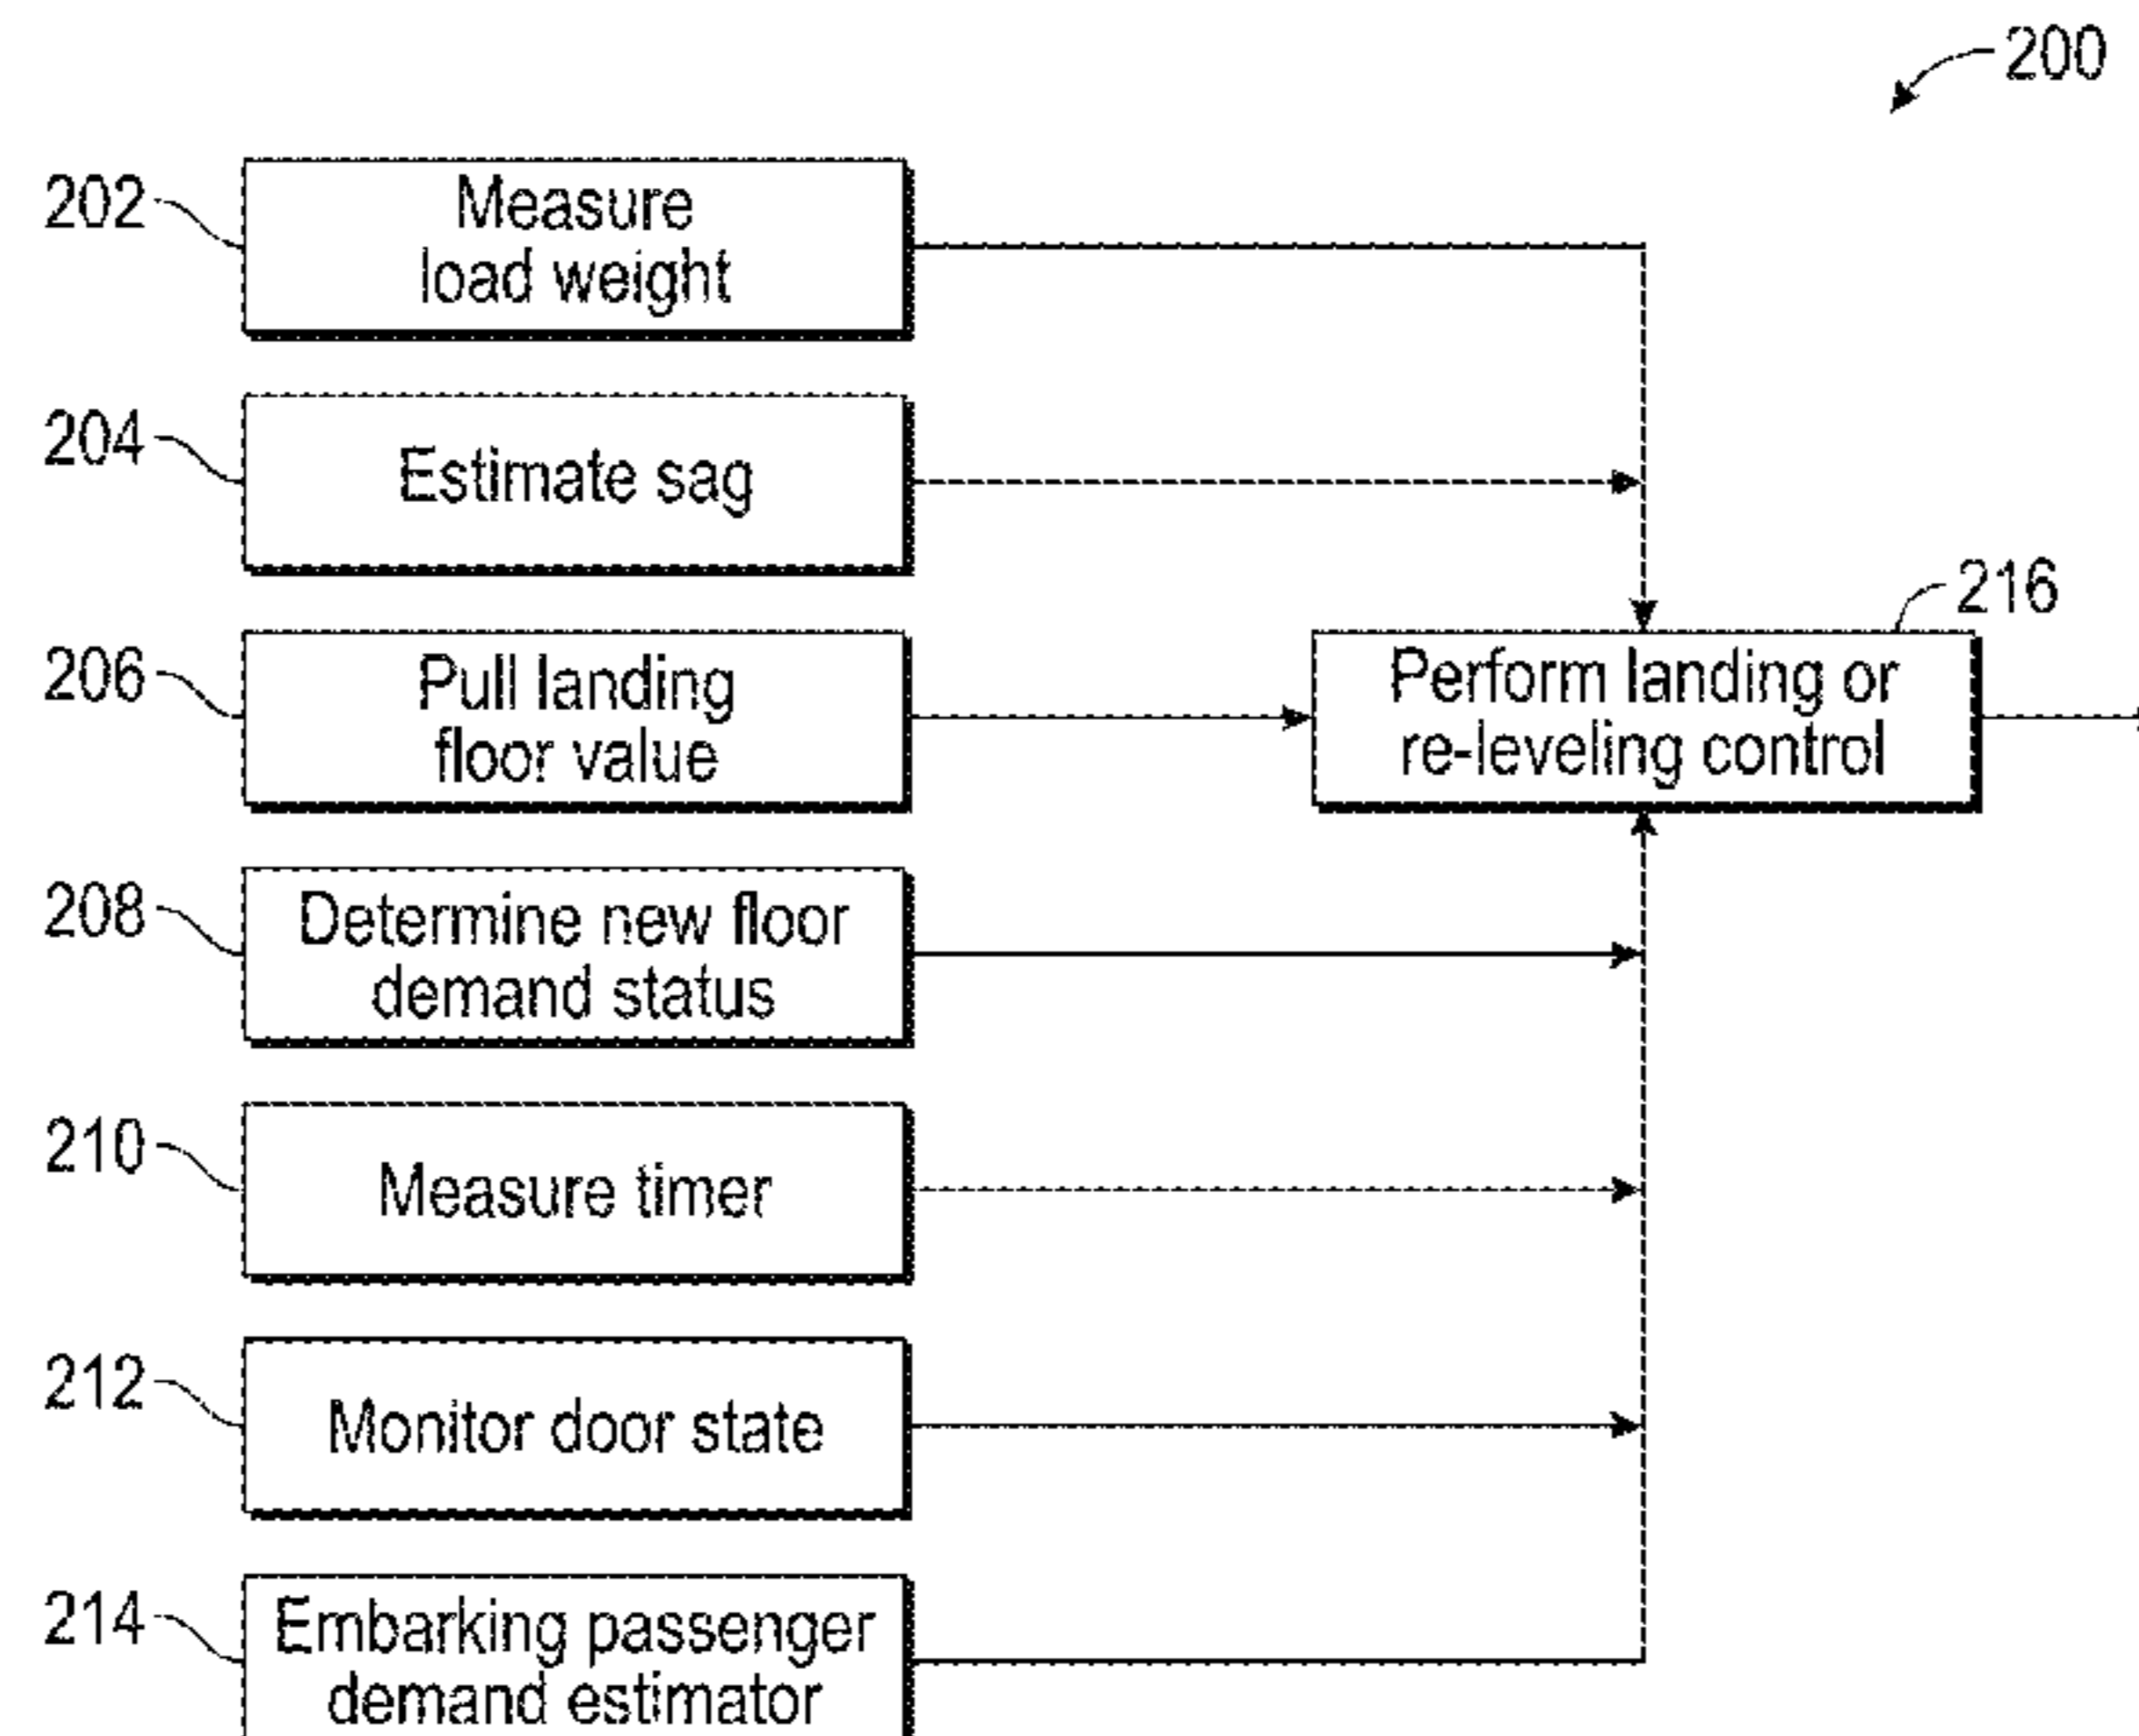 200
202
Measure
load weight
204
Estimate sag
206
Pull landing
floor value
216
Perform landing or
re-leveling control
208
Determine new floor
demand status
210
Measure timer
212
Monitor door state
214
Embarking passenger
demand estimator